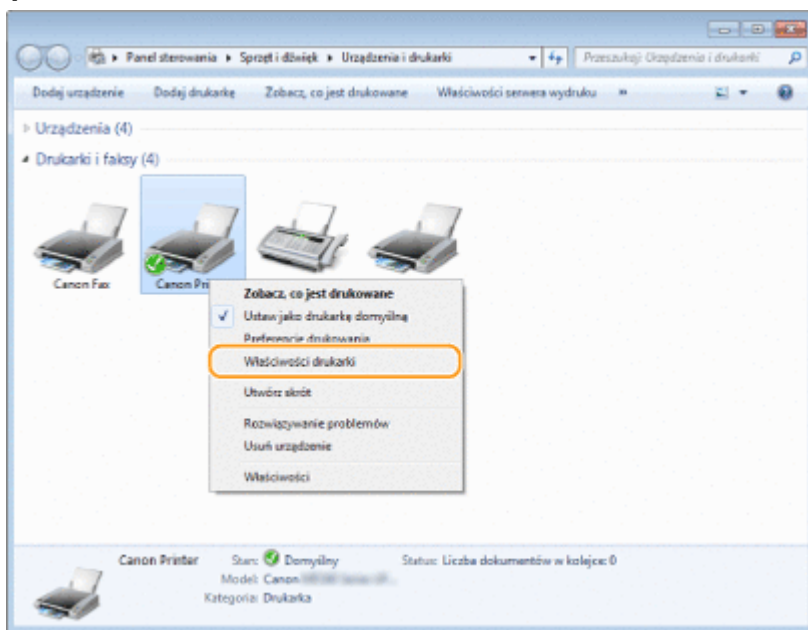 Panel sterowania ▸ Sprzęt i dźwięk ▸ Urządzenia i drukarki
Przeszukaj: Urządzenia i drukarki
Dodaj urządzenie Dodaj drukarkę Zobacz, co jest drukowane Właściwości serwera wydruku »
Urządzenia (4)
Drukarki i faksy (4)
Canon Fax
Canon
Zobacz, co jest drukowane
Ustaw jako drukarkę domyślną
Preferencje drukowania
Właściwości drukarki
Utwórz skrót
Rozwiązywanie problemów
Usuń urządzenie
Właściwości
Canon Printer Stan: Domyślny Status: Liczba dokumentów w kolejce: 0
Model: Canon
Kategoria: Drukarka